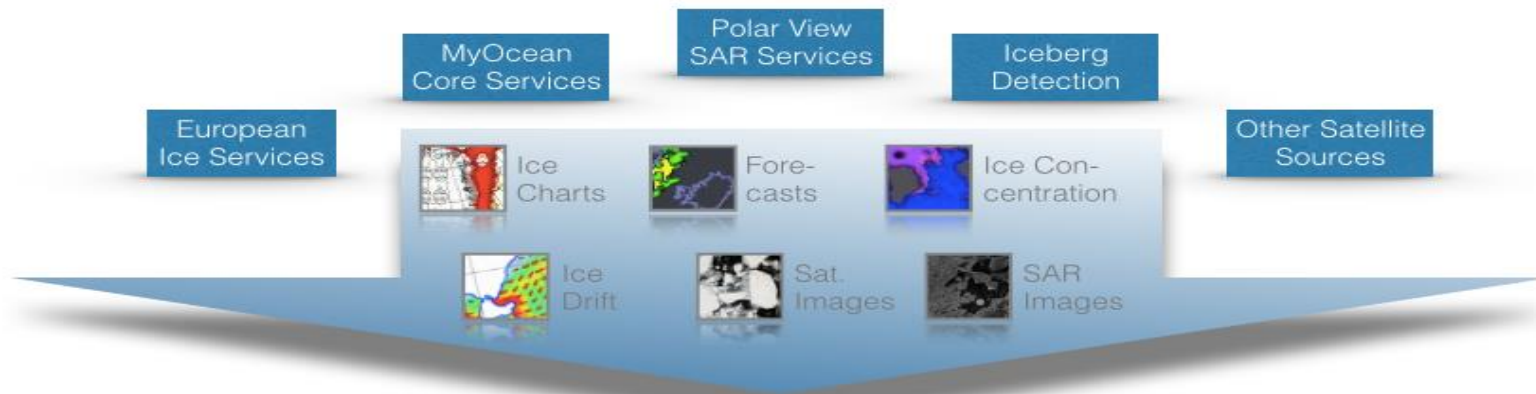 Polar View
SAR Services
MyOcean
Core Services
Iceberg
Detection
European
Ice Services
Other Satellite
Sources
Ice
Charts
Fore-
casts
Ice Con-
centration
Ice
Drift
Sat.
Images
SAR
Images